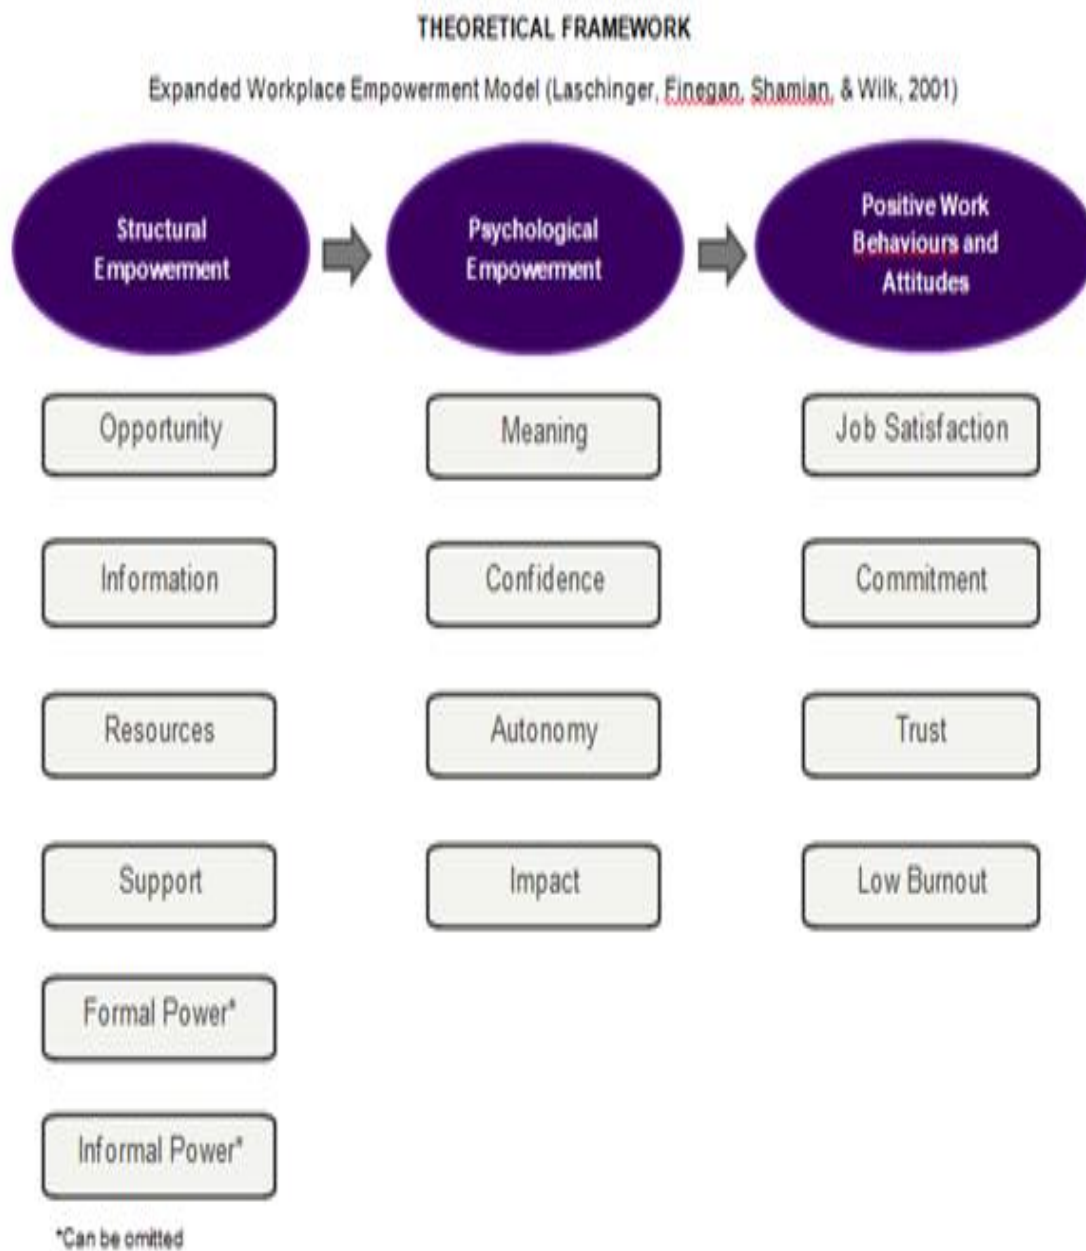 THEORETICAL FRAMEWORK
Expanded Workplace Empowerment Model (Laschinger, Finegan, Shamian, & Wilk, 2001)
Structural
Empowerment
Psychological
Empowerment
Positive Work
Behaviours and
Attitudes
Opportunity
Meaning
Job Satisfaction
Information
Confidence
Commitment
Resources
Autonomy
Trust
Support
Impact
Low Burnout
Formal Power*
Informal Power*
*Can be omitted